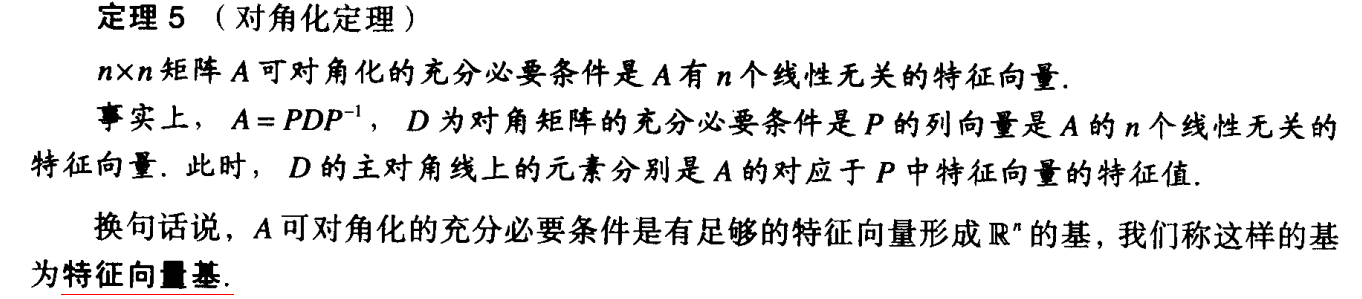 定理 5 （对角化定理）
n×n 矩阵 A 可对角化的充分必要条件是 A 有 n 个线性无关的特征向量.
事实上， A = PDP⁻¹， D 为对角矩阵的充分必要条件是 P 的列向量是 A 的 n 个线性无关的
特征向量. 此时， D 的主对角线上的元素分别是 A 的对应于 P 中特征向量的特征值.
换句话说，A 可对角化的充分必要条件是有足够的特征向量形成 ℝⁿ 的基，我们称这样的基
为特征向量基.